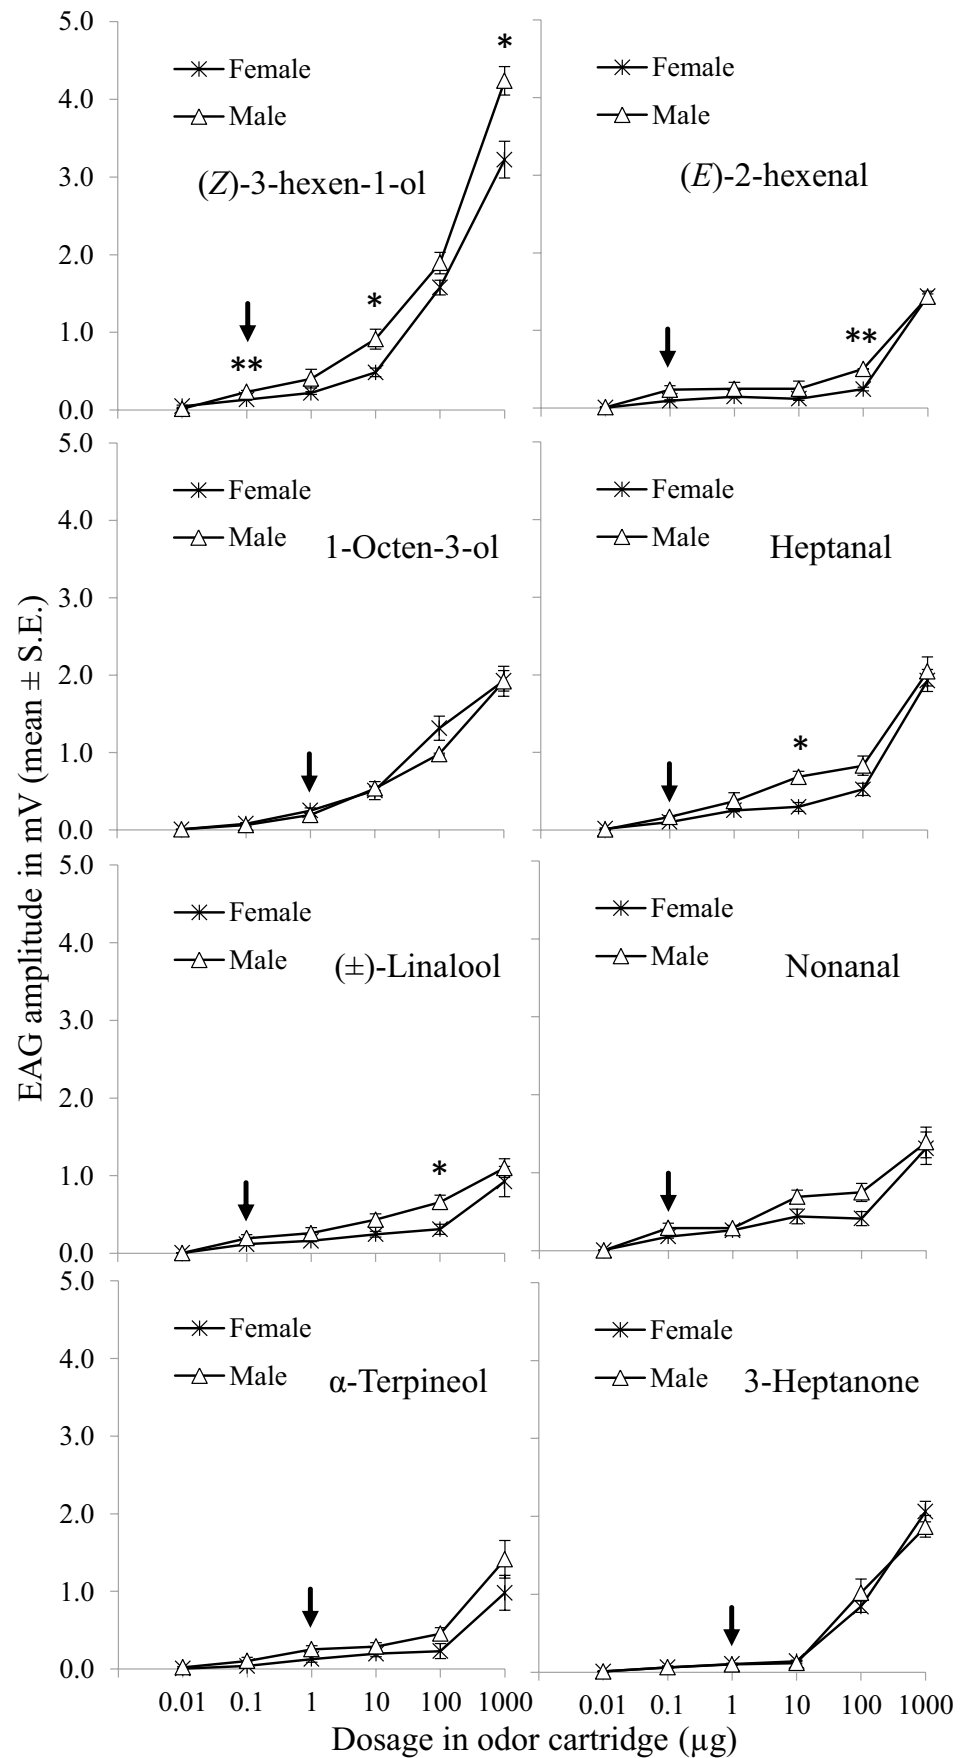 5.0
4.0
3.0
2.0
1.0
0.0
Female
Male
(Z)-3-hexen-1-ol
*
*
**
Female
Male
(E)-2-hexenal
**
5.0
4.0
3.0
2.0
1.0
0.0
Female
Male
1-Octen-3-ol
Female
Male
Heptanal
*
EAG amplitude in mV (mean ± S.E.)
5.0
4.0
3.0
2.0
1.0
0.0
Female
Male
(±)-Linalool
*
Female
Male
Nonanal
5.0
4.0
3.0
2.0
1.0
0.0
Female
Male
α-Terpineol
Female
Male
3-Heptanone
0.01 0.1 1 10 100 1000
0.01 0.1 1 10 100 1000
Dosage in odor cartridge (µg)